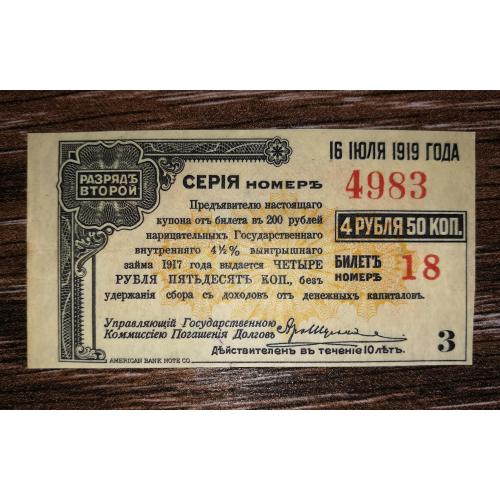 РАЗРЯДЪ
ВТОРОЙ
16 ІЮЛЯ 1919 ГОДА
СЕРІЯ НОМЕРЪ
4983
Предъявителю настоящаго
купона отъ билета въ 200 рублей
нарицательныхъ Государственнаго
внутренняго 4½% выигрышнаго
займа 1917 года выдается ЧЕТЫРЕ
РУБЛЯ ПЯТЬДЕСЯТЪ КОП., безъ
удержанія сбора съ доходовъ отъ денежныхъ капиталовъ.
4 РУБЛЯ 50 КОП.
БИЛЕТЪ
НОМЕРЪ
18
Управляющій Государственною
Коммиссіею Погашенія Долговъ
Дѣйствителенъ въ теченіе 10 лѣтъ.
3
AMERICAN BANK NOTE CO.